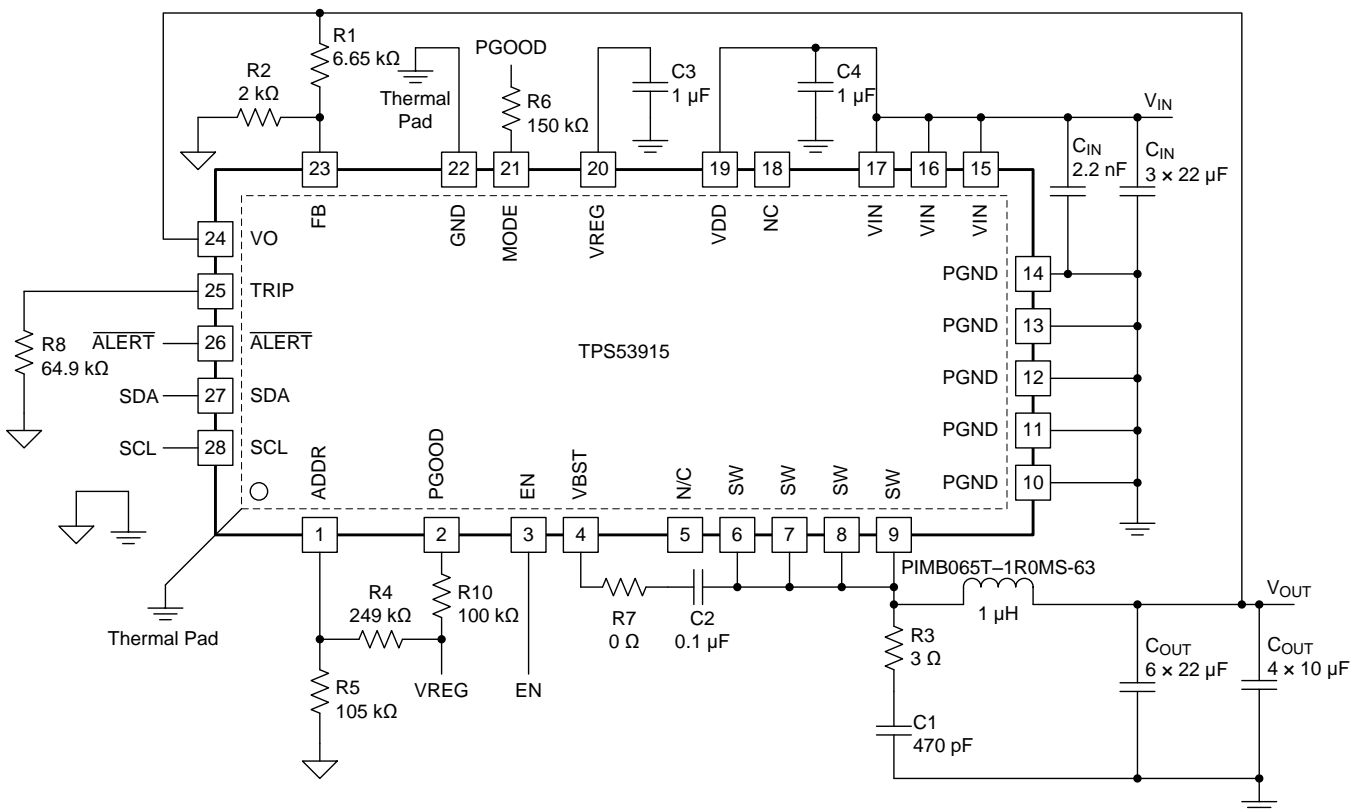 R1
6.65 kΩ
R2
2 kΩ
Thermal
Pad
PGOOD
R6
150 kΩ
C3
1 µF
C4
1 µF
VIN
CIN
2.2 nF
CIN
3 × 22 µF
23
22
21
20
19
18
17
16
15
FB
GND
MODE
VREG
VDD
NC
VIN
VIN
VIN
24
VO
25
TRIP
ALERT
26
ALERT
SDA
27
SDA
SCL
28
SCL
R8
64.9 kΩ
TPS53915
PGND
14
PGND
13
PGND
12
PGND
11
PGND
10
ADDR
PGOOD
EN
VBST
N/C
SW
SW
SW
SW
1
2
3
4
5
6
7
8
9
Thermal Pad
R4
249 kΩ
R10
100 kΩ
R5
105 kΩ
VREG
EN
R7
0 Ω
C2
0.1 µF
PIMB065T–1R0MS-63
1 µH
VOUT
R3
3 Ω
C1
470 pF
COUT
6 × 22 µF
COUT
4 × 10 µF